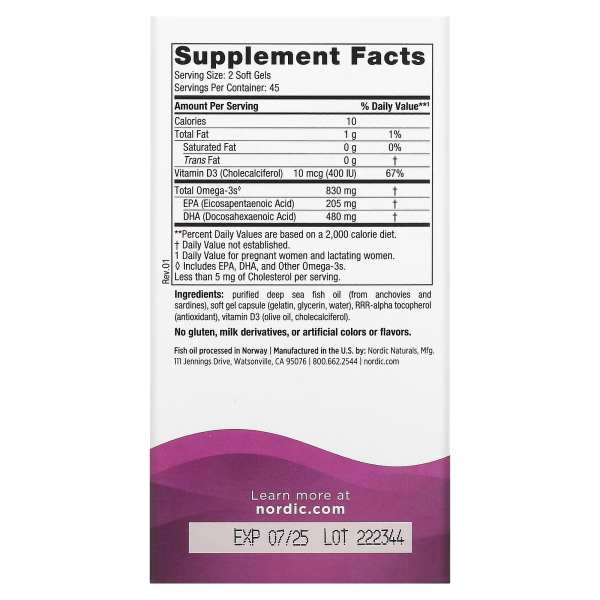 Supplement Facts
Serving Size: 2 Soft Gels
Servings Per Container: 45
Amount Per Serving % Daily Value**¹
Calories 10
Total Fat 1 g 1%
Saturated Fat 0 g 0%
Trans Fat 0 g †
Vitamin D3 (Cholecalciferol) 10 mcg (400 IU) 67%
Total Omega-3s◊ 830 mg †
EPA (Eicosapentaenoic Acid) 205 mg †
DHA (Docosahexaenoic Acid) 480 mg †
**Percent Daily Values are based on a 2,000 calorie diet.
† Daily Value not established.
1 Daily Value for pregnant women and lactating women.
◊ Includes EPA, DHA, and Other Omega-3s.
Less than 5 mg of Cholesterol per serving.
Rev.01
Ingredients: purified deep sea fish oil (from anchovies and
sardines), soft gel capsule (gelatin, glycerin, water), RRR-alpha tocopherol
(antioxidant), vitamin D3 (olive oil, cholecalciferol).
No gluten, milk derivatives, or artificial colors or flavors.
Fish oil processed in Norway | Manufactured in the U.S. by: Nordic Naturals, Mfg.
111 Jennings Drive, Watsonville, CA 95076 | 800.662.2544 | nordic.com
Learn more at
nordic.com
EXP 07/25 LOT 222344